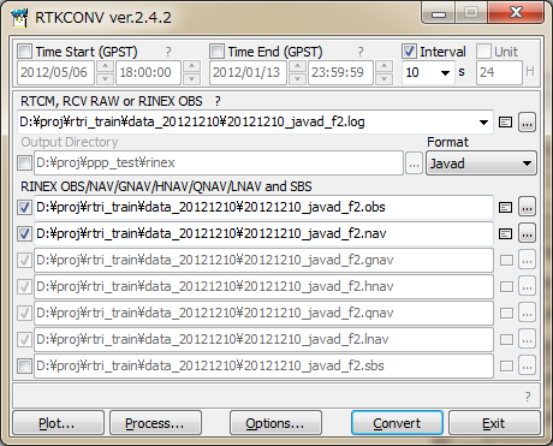 RTKCONV ver.2.4.2
Time Start (GPST) ? Time End (GPST) ? Interval Unit
2012/05/06 18:00:00 2012/01/13 23:59:59 10 s 24 H
RTCM, RCV RAW or RINEX OBS ?
D:¥proj¥rtri_train¥data_20121210¥20121210_javad_f2.log ...
Output Directory Format
D:¥proj¥ppp_test¥rinex ... Javad
RINEX OBS/NAV/GNAV/HNAV/QNAV/LNAV and SBS
D:¥proj¥rtri_train¥data_20121210¥20121210_javad_f2.obs ...
D:¥proj¥rtri_train¥data_20121210¥20121210_javad_f2.nav ...
D:¥proj¥rtri_train¥data_20121210¥20121210_javad_f2.gnav ...
D:¥proj¥rtri_train¥data_20121210¥20121210_javad_f2.hnav ...
D:¥proj¥rtri_train¥data_20121210¥20121210_javad_f2.qnav ...
D:¥proj¥rtri_train¥data_20121210¥20121210_javad_f2.lnav ...
D:¥proj¥rtri_train¥data_20121210¥20121210_javad_f2.sbs ...
?
Plot... Process... Options... Convert Exit